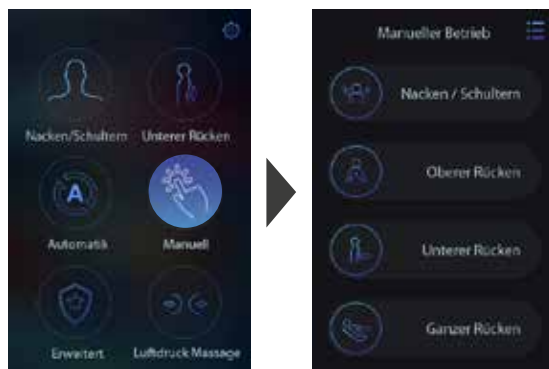 Nacken/Schultern Unterer Rücken
A
Automatik Manuell
Erweitert Luftdruck Massage
Manueller Betrieb
Nacken / Schultern
Oberer Rücken
Unterer Rücken
Ganzer Rücken